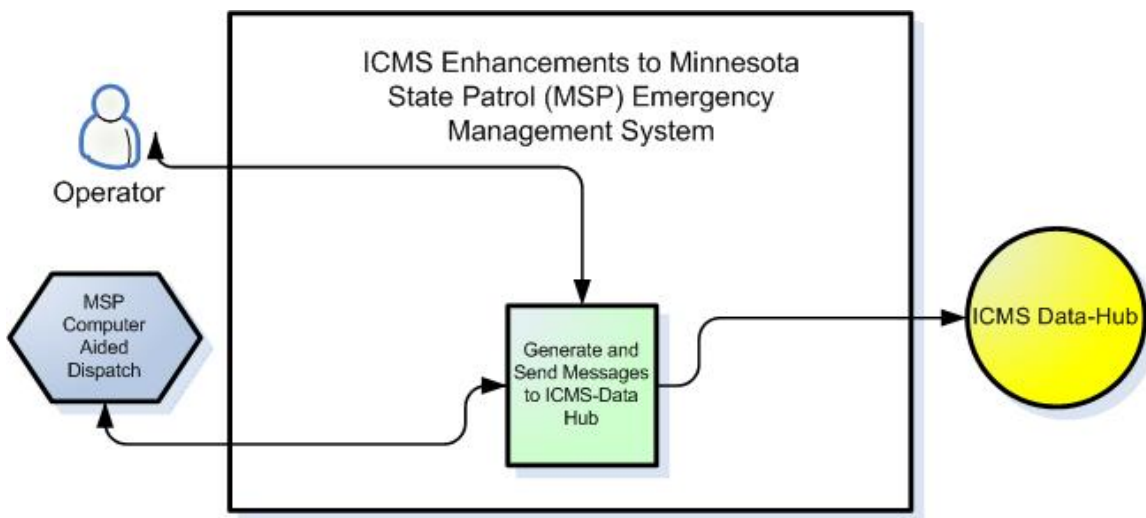 ICMS Enhancements to Minnesota
State Patrol (MSP) Emergency
Management System
Operator
MSP
Computer
Aided
Dispatch
Generate and
Send Messages
to ICMS-Data
Hub
ICMS Data-Hub